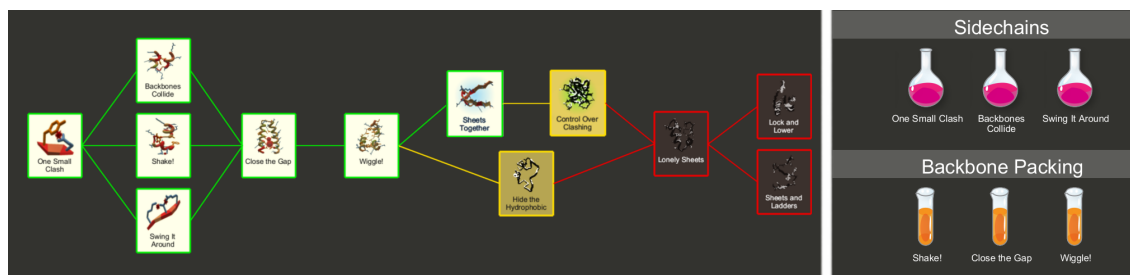 One Small
Clash
Backbones
Collide
Shake!
Swing It
Around
Close the Gap
Wiggle!
Sheets
Together
Control Over
Clashing
Hide the
Hydrophobic
Lonely Sheets
Lock and
Lower
Sheets and
Ladders
Sidechains
One Small Clash
Backbones
Collide
Swing It Around
Backbone Packing
Shake!
Close the Gap
Wiggle!